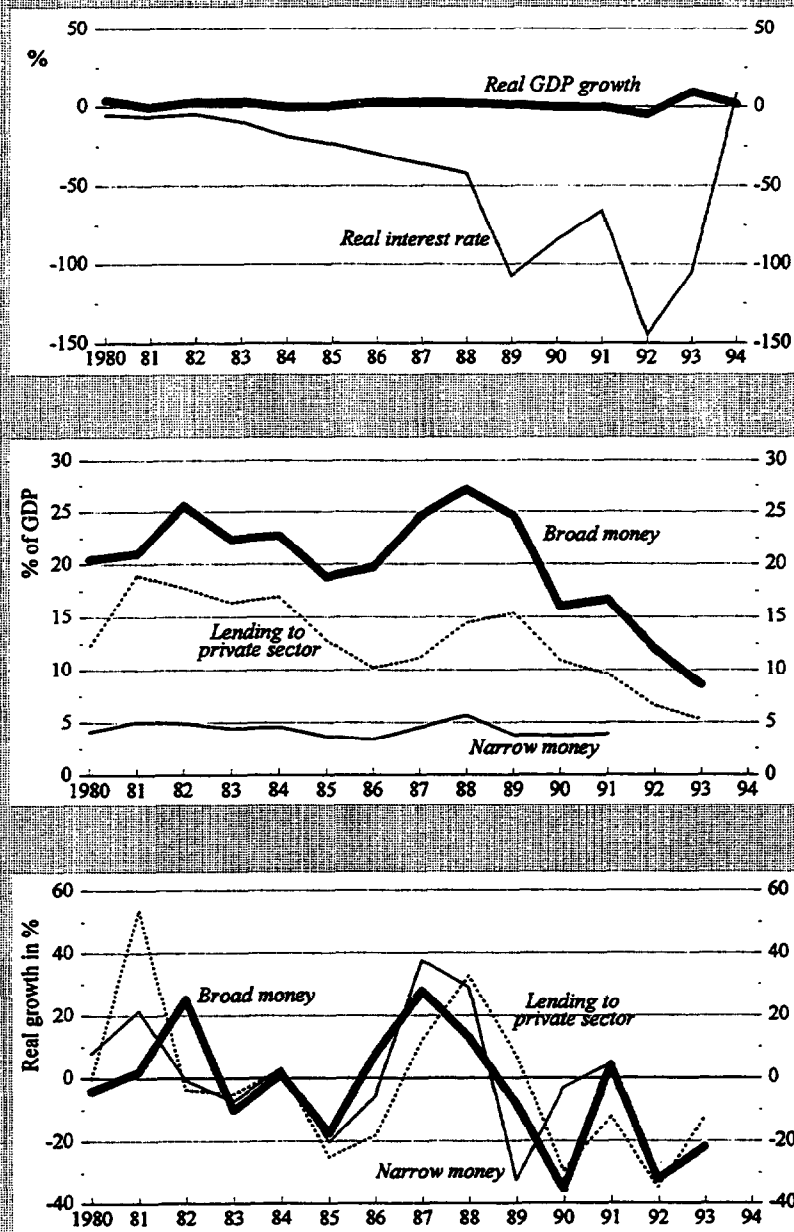 50 50
%
Real GDP growth
0 0
-50 -50
Real interest rate
-100 -100
-150 -150
1980 81 82 83 84 85 86 87 88 89 90 91 92 93 94
30 30
% of GDP
25 25
Broad money
20 20
15 15
Lending to
private sector
10 10
5 5
Narrow money
0 0
1980 81 82 83 84 85 86 87 88 89 90 91 92 93 94
60 60
Real growth in %
40 40
Broad money
Lending to
private sector
20 20
0 0
-20 -20
Narrow money
-40 -40
1980 81 82 83 84 85 86 87 88 89 90 91 92 93 94